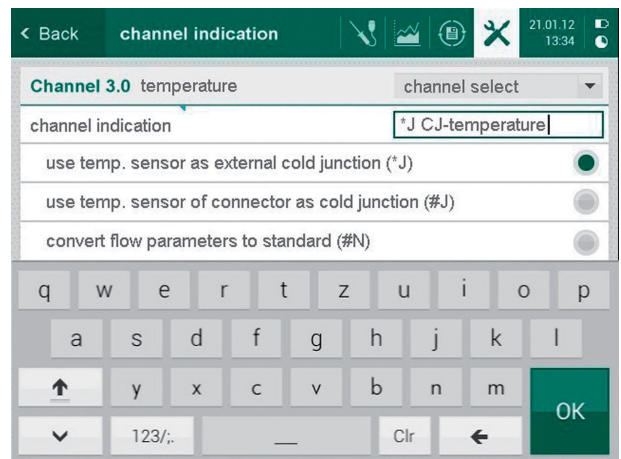 < Back channel indication 21.01.12
13:34
Channel 3.0 temperature channel select
channel indication *J CJ-temperature
use temp. sensor as external cold junction (*J)
use temp. sensor of connector as cold junction (#J)
convert flow parameters to standard (#N)
q w e r t z u i o p
a s d f g h j k l
y x c v b n m
OK
123/;. Clr